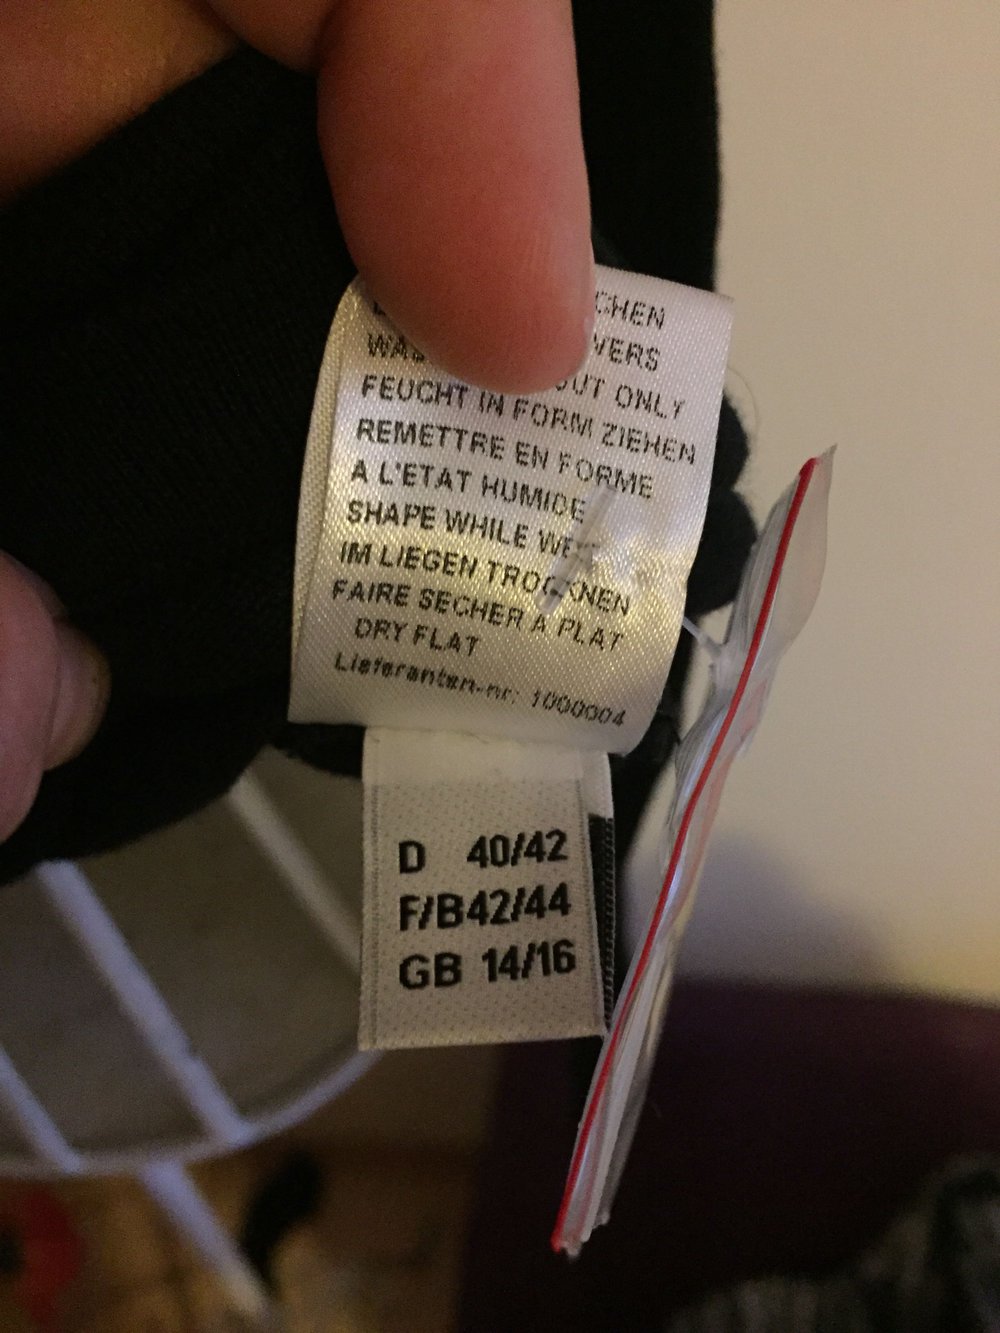 ONLY
FEUCHT IN FORM ZIEHEN
REMETTRE EN FORME
A L'ETAT HUMIDE
SHAPE WHILE WET
IM LIEGEN TROCKNEN
FAIRE SECHER A PLAT
DRY FLAT
Lieferanten-nr: 1000004
D 40/42
F/B42/44
GB 14/16